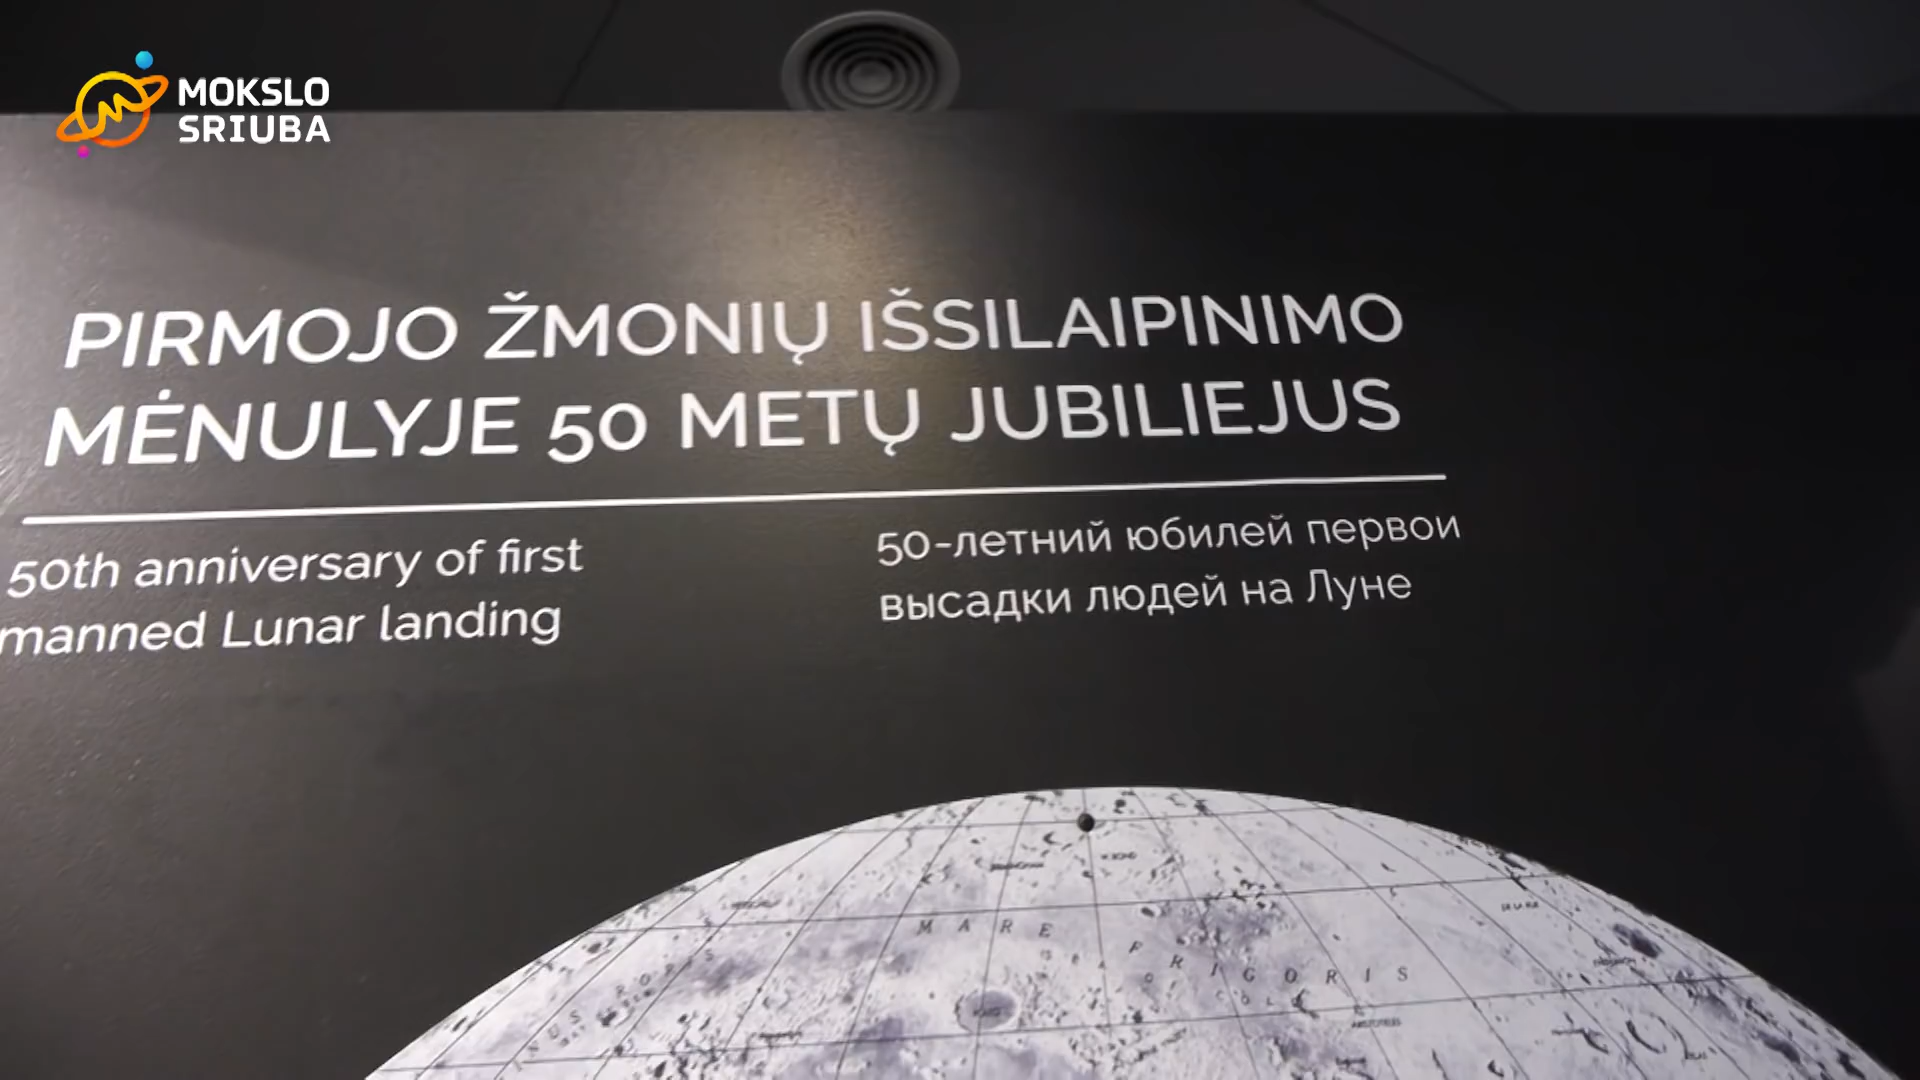 MOKSLO
SRIUBA
PIRMOJO ŽMONIŲ IŠSILAIPINIMO
MĖNULYJE 50 METŲ JUBILIEJUS
50th anniversary of first
manned Lunar landing
50-летний юбилей первои
высадки людей на Луне
MARE FRIGORIS